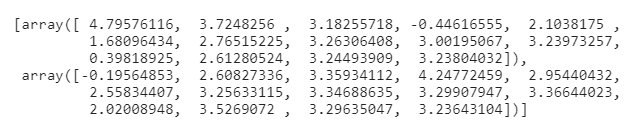 [array([ 4.79576116,  3.7248256 ,  3.18255718, -0.44616555,  2.1038175 ,
         1.68096434,  2.76515225,  3.26306408,  3.00195067,  3.23973257,
         0.39818925,  2.61280524,  3.24493909,  3.23804032]),
 array([-0.19564853,  2.60827336,  3.35934112,  4.24772459,  2.95440432,
         2.55834407,  3.25633115,  3.34688635,  3.29907947,  3.36644023,
         2.02008948,  3.5269072 ,  3.29635047,  3.23643104])]